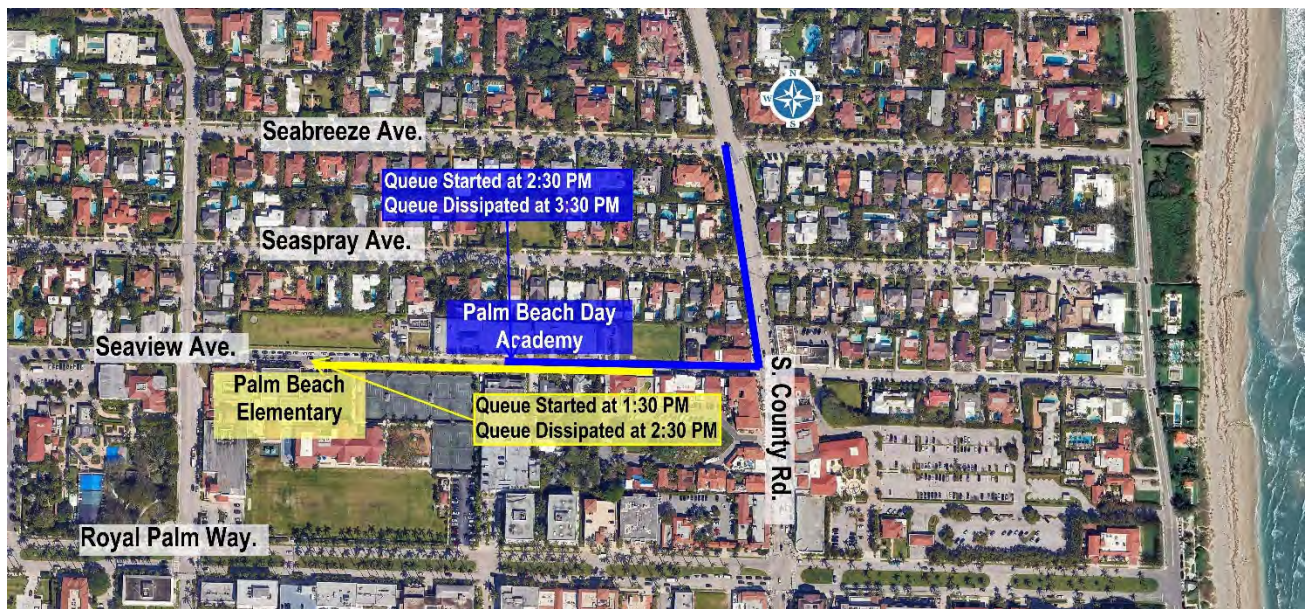 N
W E
S
Seabreeze Ave.
Queue Started at 2:30 PM
Queue Dissipated at 3:30 PM
Seaspray Ave.
Palm Beach Day
Academy
Seaview Ave.
Palm Beach
Elementary
Queue Started at 1:30 PM
Queue Dissipated at 2:30 PM
S. County Rd.
Royal Palm Way.